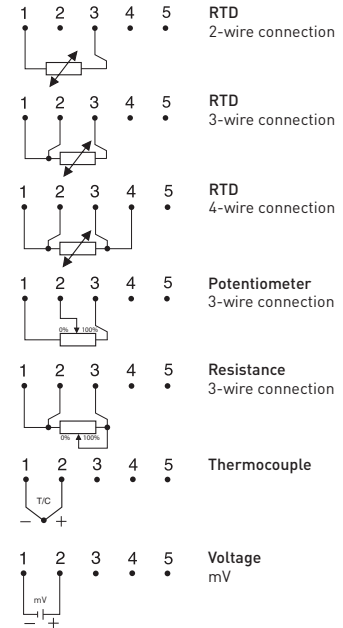 1 2 3 4 5 RTD
2-wire connection
1 2 3 4 5 RTD
3-wire connection
1 2 3 4 5 RTD
4-wire connection
1 2 3 4 5 Potentiometer
3-wire connection
0% 100%
1 2 3 4 5 Resistance
3-wire connection
0% 100%
1 2 3 4 5 Thermocouple
T/C
− +
1 2 3 4 5 Voltage
mV
mV
− +